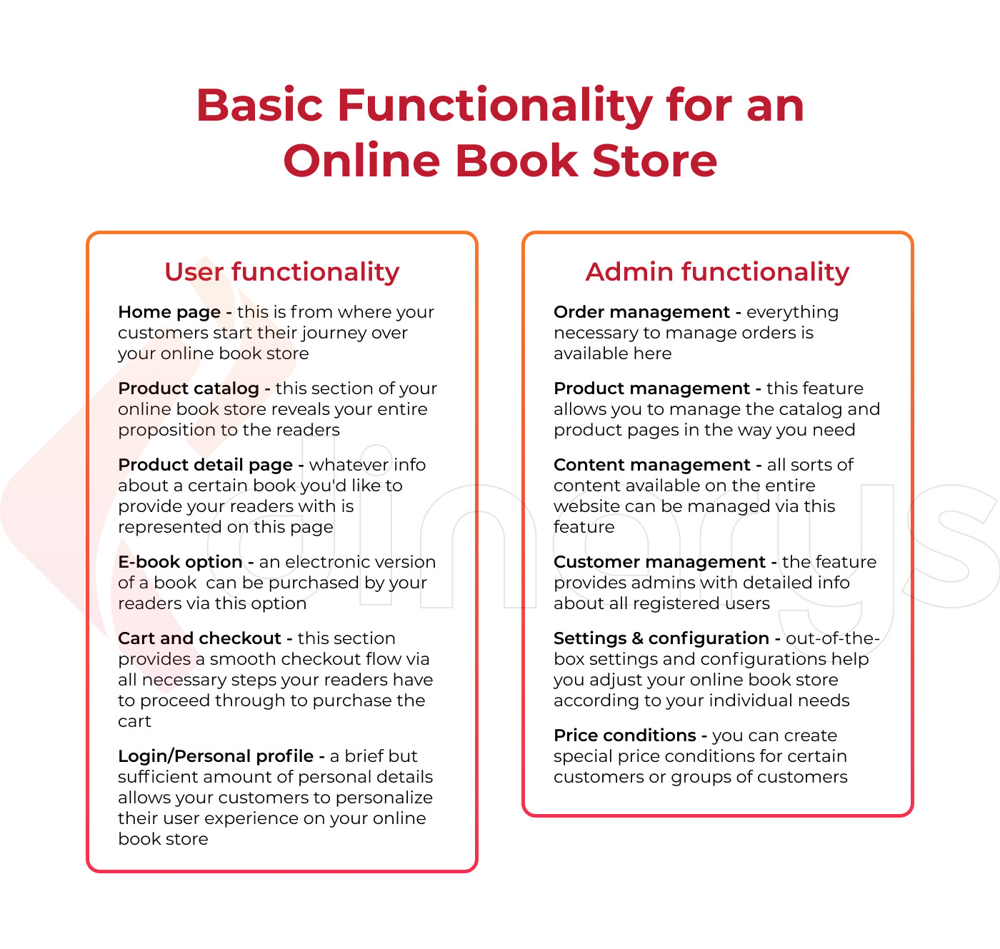 Basic Functionality for an
Online Book Store
User functionality
Home page - this is from where your
customers start their journey over
your online book store
Product catalog - this section of your
online book store reveals your entire
proposition to the readers
Product detail page - whatever info
about a certain book you'd like to
provide your readers with is
represented on this page
E-book option - an electronic version
of a book  can be purchased by your
readers via this option
Cart and checkout - this section
provides a smooth checkout flow via
all necessary steps your readers have
to proceed through to purchase the
cart
Login/Personal profile - a brief but
sufficient amount of personal details
allows your customers to personalize
their user experience on your online
book store
Admin functionality
Order management - everything
necessary to manage orders is
available here
Product management - this feature
allows you to manage the catalog and
product pages in the way you need
Content management - all sorts of
content available on the entire
website can be managed via this
feature
Customer management - the feature
provides admins with detailed info
about all registered users
Settings & configuration - out-of-the-
box settings and configurations help
you adjust your online book store
according to your individual needs
Price conditions - you can create
special price conditions for certain
customers or groups of customers
dinarys